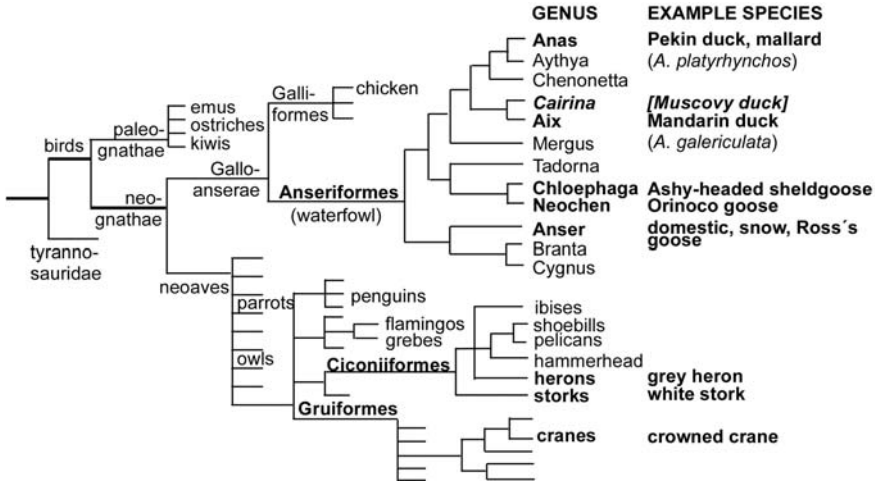 GENUS EXAMPLE SPECIES
Anas Pekin duck, mallard
Aythya (A. platyrhynchos)
Chenonetta
Galli-
formes
chicken
Cairina [Muscovy duck]
Aix Mandarin duck
Mergus (A. galericulata)
emus
ostriches
kiwis
paleo-
gnathae
birds
Tadorna
Gallo-
anserae
Chloephaga Ashy-headed sheldgoose
Neochen Orinoco goose
Anseriformes
(waterfowl)
neo-
gnathae
Anser domestic, snow, Ross´s
goose
Branta
Cygnus
tyranno-
sauridae
neoaves
parrots
penguins
ibises
flamingos
grebes
shoebills
pelicans
owls
hammerhead
Ciconiiformes
herons grey heron
storks white stork
Gruiformes
cranes crowned crane